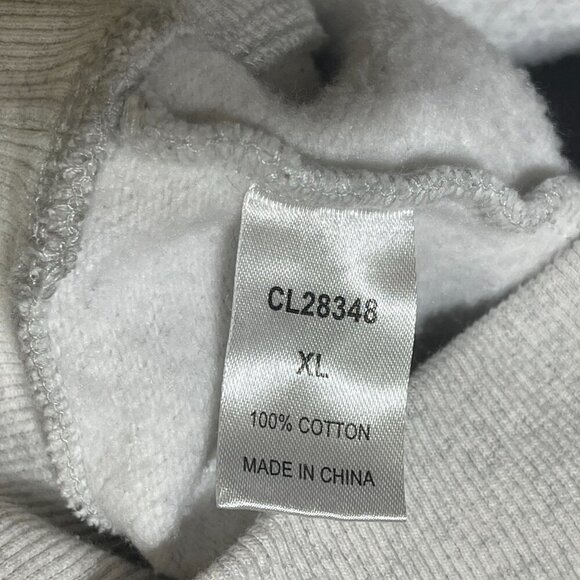 CL28348
XL
100% COTTON
MADE IN CHINA